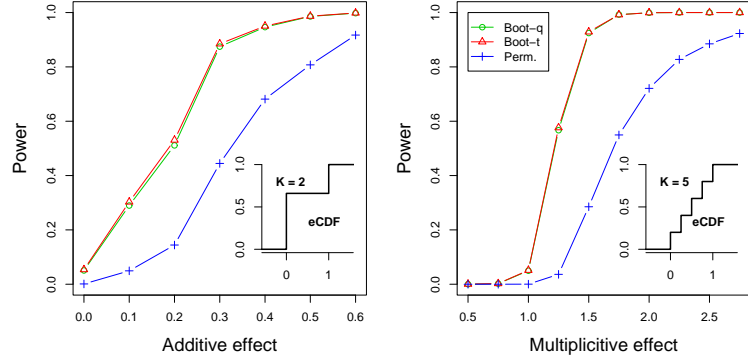 Power
1.0
0.8
0.6
0.4
0.2
0.0
K = 2
eCDF
1.0
0.5
0.0
0 1
0.0 0.1 0.2 0.3 0.4 0.5 0.6
Additive effect
Power
1.0
0.8
0.6
0.4
0.2
0.0
Boot−q
Boot−t
Perm.
K = 5
eCDF
1.0
0.5
0.0
0 1
0.5 1.0 1.5 2.0 2.5
Multiplicitive effect